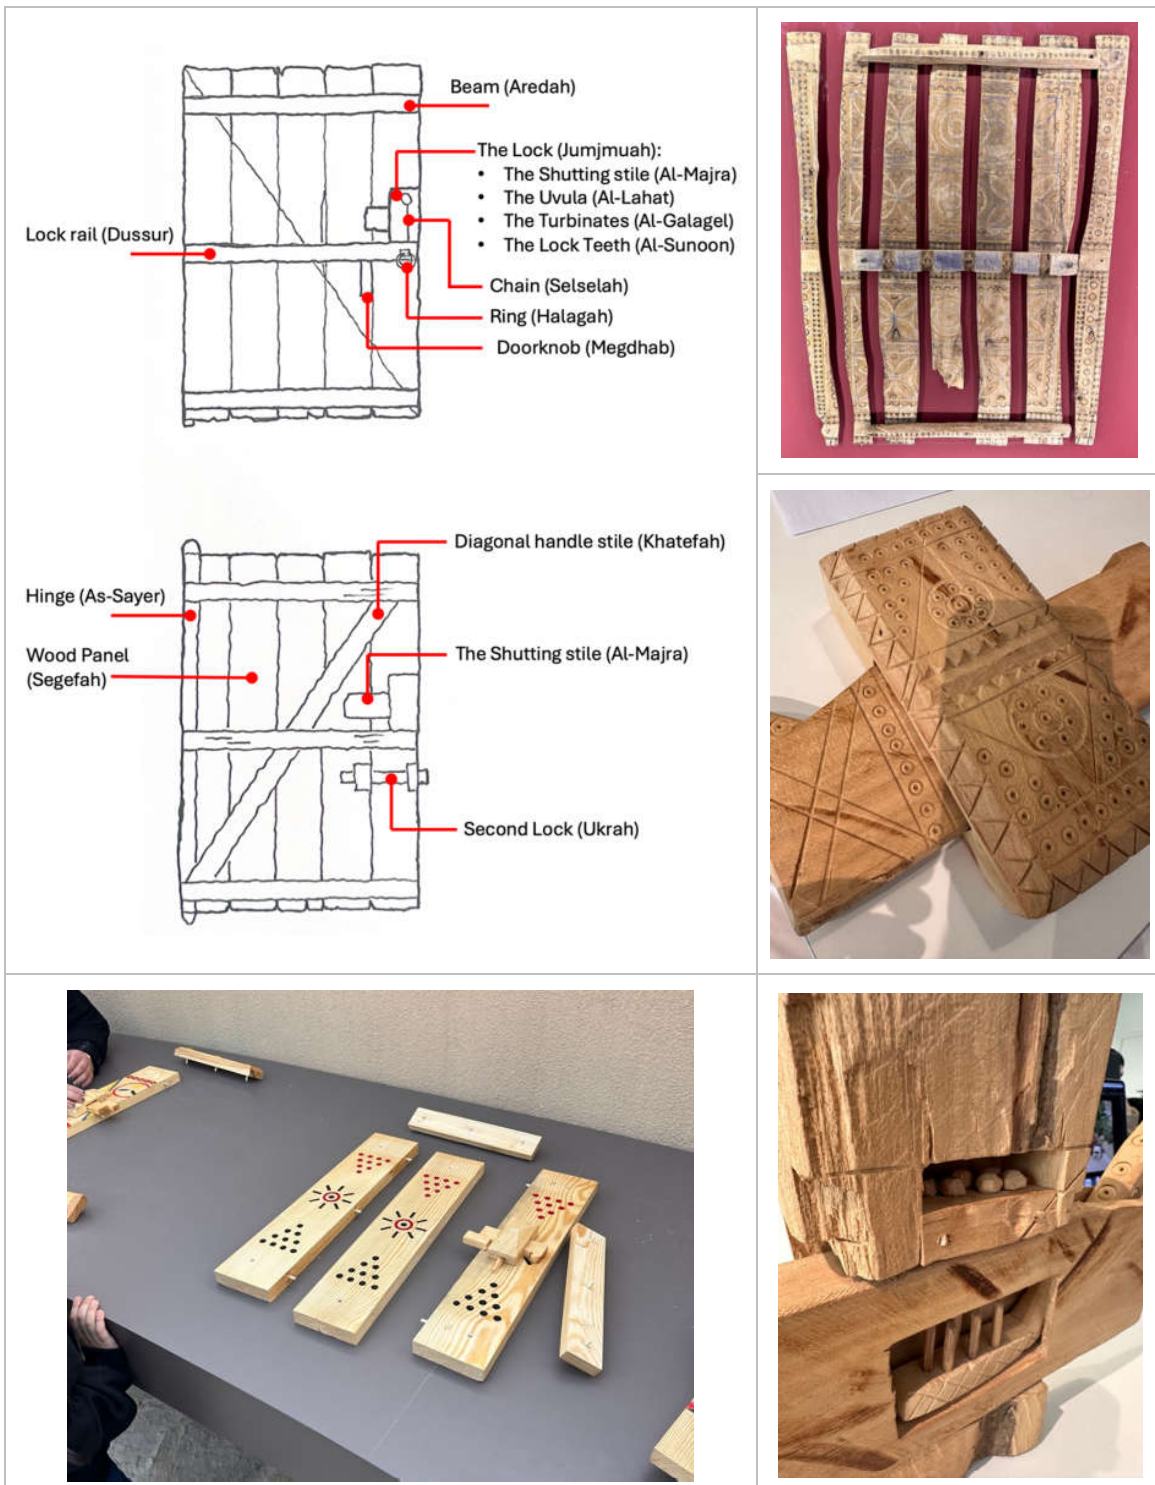 Beam (Aredah)
The Lock (Jumjmuah):
• The Shutting stile (Al-Majra)
• The Uvula (Al-Lahat)
• The Turbinates (Al-Galagel)
• The Lock Teeth (Al-Sunoon)
Lock rail (Dussur)
Chain (Selselah)
Ring (Halagah)
Doorknob (Megdhab)
Diagonal handle stile (Khatefah)
Hinge (As-Sayer)
Wood Panel
(Segefah)
The Shutting stile (Al-Majra)
Second Lock (Ukrah)